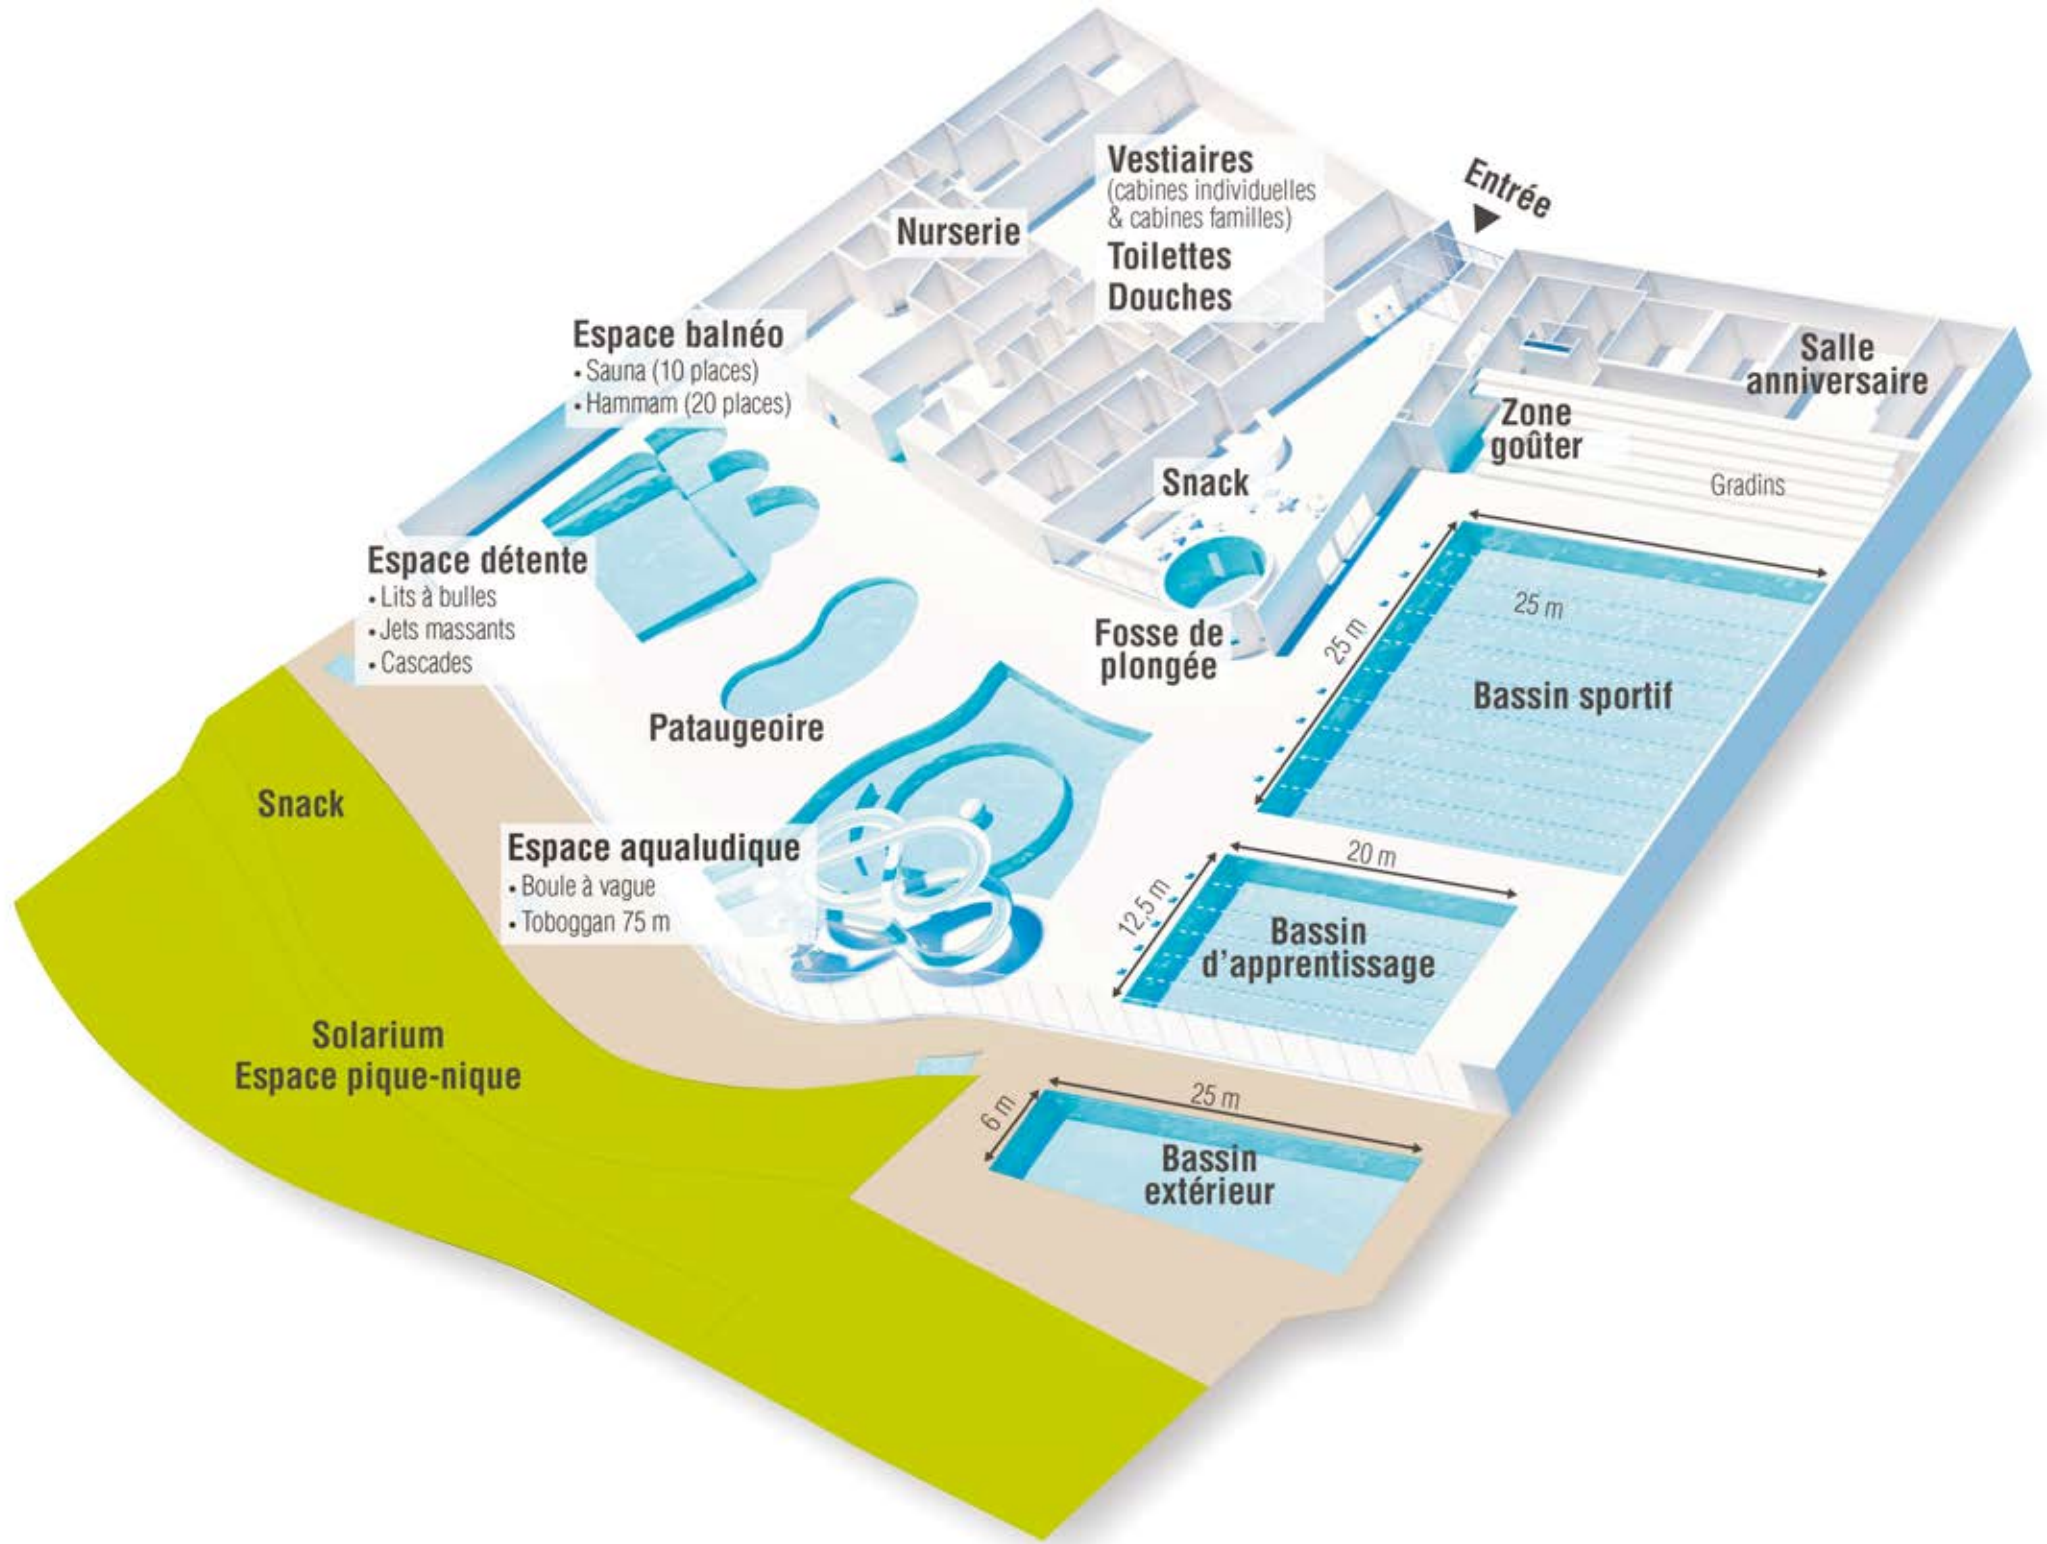 Entrée
Vestiaires
(cabines individuelles
& cabines familles)
Toilettes
Douches
Nurserie
Espace balnéo
• Sauna (10 places)
• Hammam (20 places)
Salle
anniversaire
Zone
goûter
Gradins
Snack
Espace détente
• Lits à bulles
• Jets massants
• Cascades
Fosse de
plongée
25 m
25 m
Bassin sportif
Pataugeoire
Snack
Espace aqualudique
• Boule à vague
• Toboggan 75 m
20 m
12,5 m
Bassin
d'apprentissage
Solarium
Espace pique-nique
25 m
6 m
Bassin
extérieur